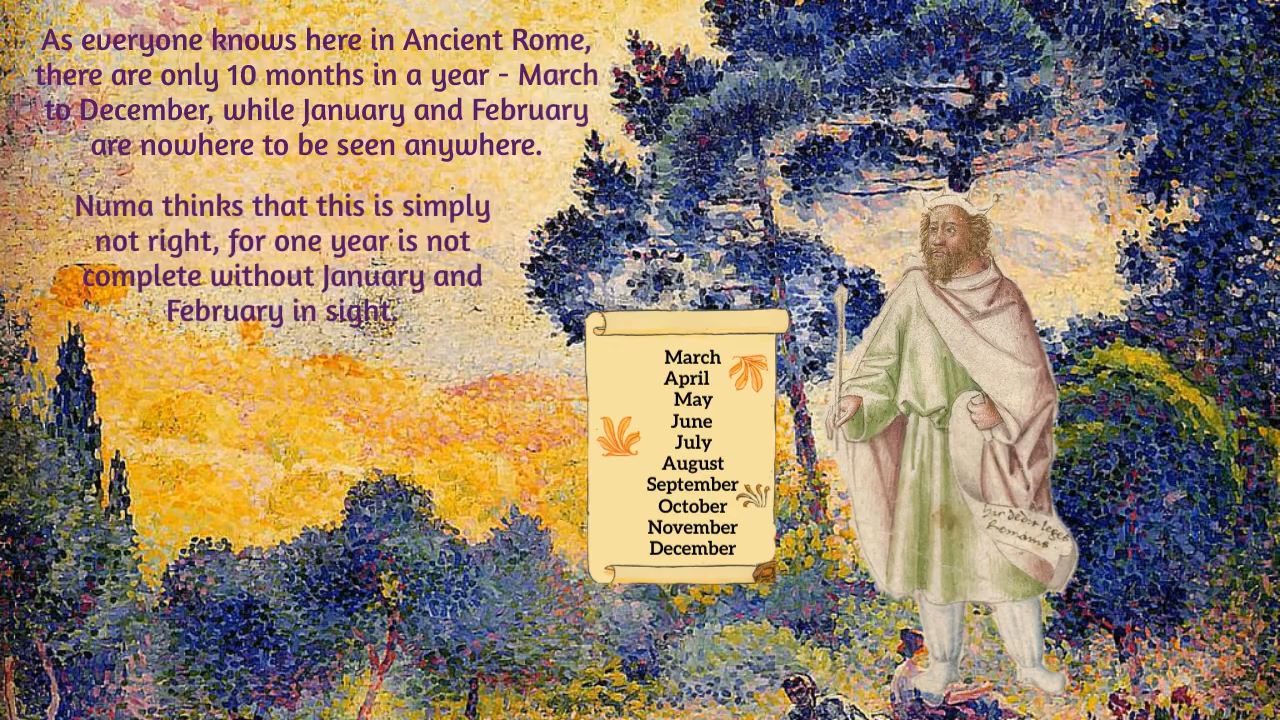 As everyone knows here in Ancient Rome,
there are only 10 months in a year - March
to December, while January and February
are nowhere to be seen anywhere.
Numa thinks that this is simply
not right, for one year is not
complete without January and
February in sight.
March
April
May
June
July
August
September
October
November
December